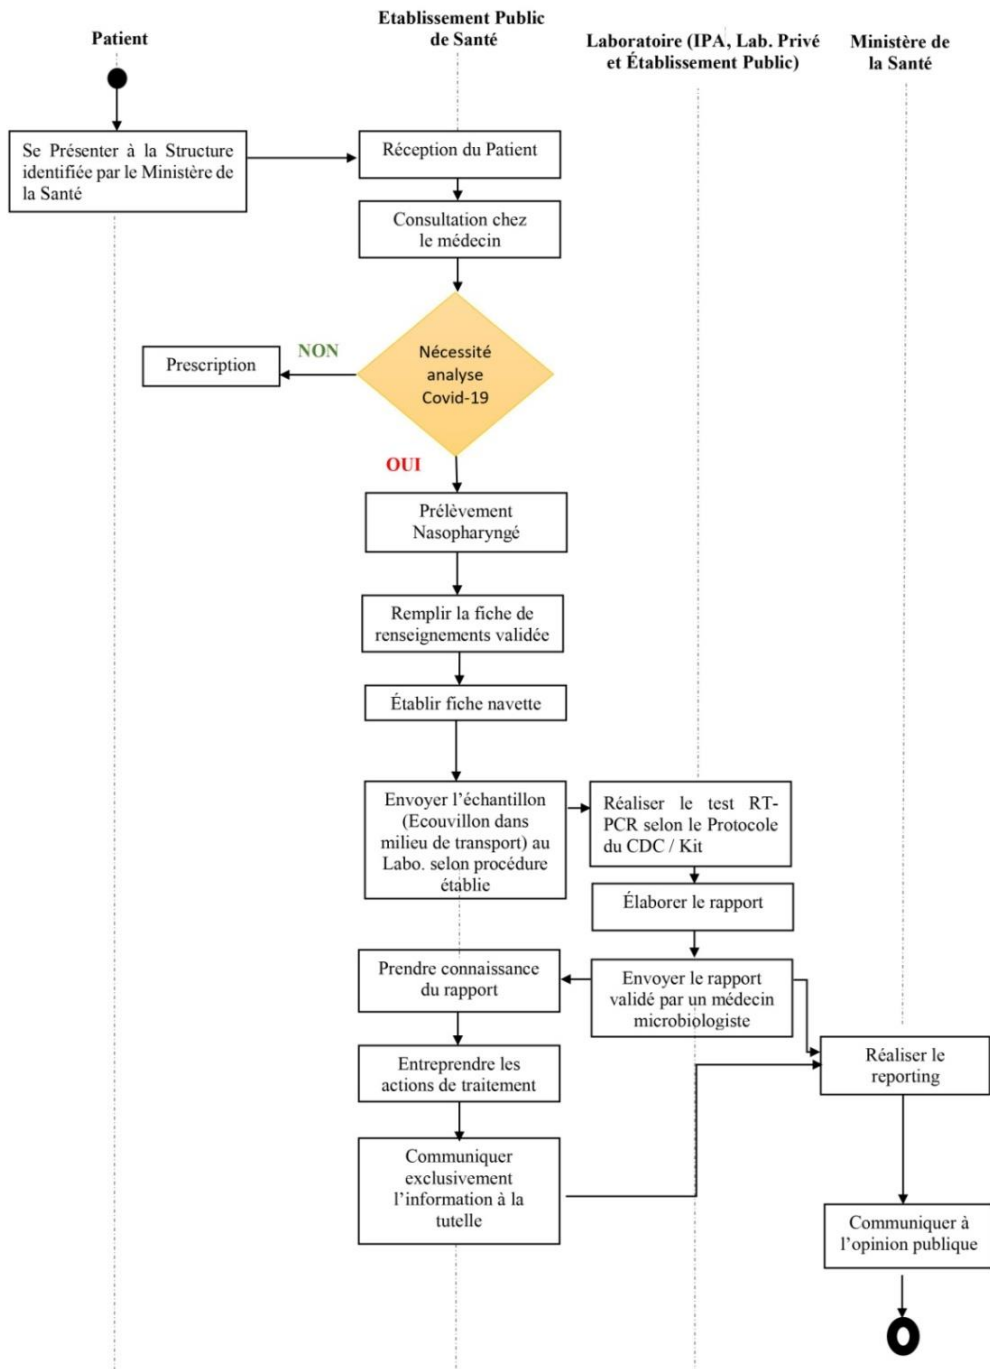 Patient
Etablissement Public
de Santé
Laboratoire (IPA, Lab. Privé
et Établissement Public)
Ministère de
la Santé
Se Présenter à la Structure
identifiée par le Ministère de
la Santé
Réception du Patient
Consultation chez
le médecin
Nécessité
analyse
Covid-19
NON
Prescription
OUI
Prélèvement
Nasopharyngé
Remplir la fiche de
renseignements validée
Établir fiche navette
Envoyer l’échantillon
(Ecouvillon dans
milieu de transport) au
Labo. selon procédure
établie
Réaliser le test RT-
PCR selon le Protocole
du CDC / Kit
Élaborer le rapport
Envoyer le rapport
validé par un médecin
microbiologiste
Prendre connaissance
du rapport
Entreprendre les
actions de traitement
Communiquer
exclusivement
l’information à la
tutelle
Réaliser le
reporting
Communiquer à
l’opinion publique